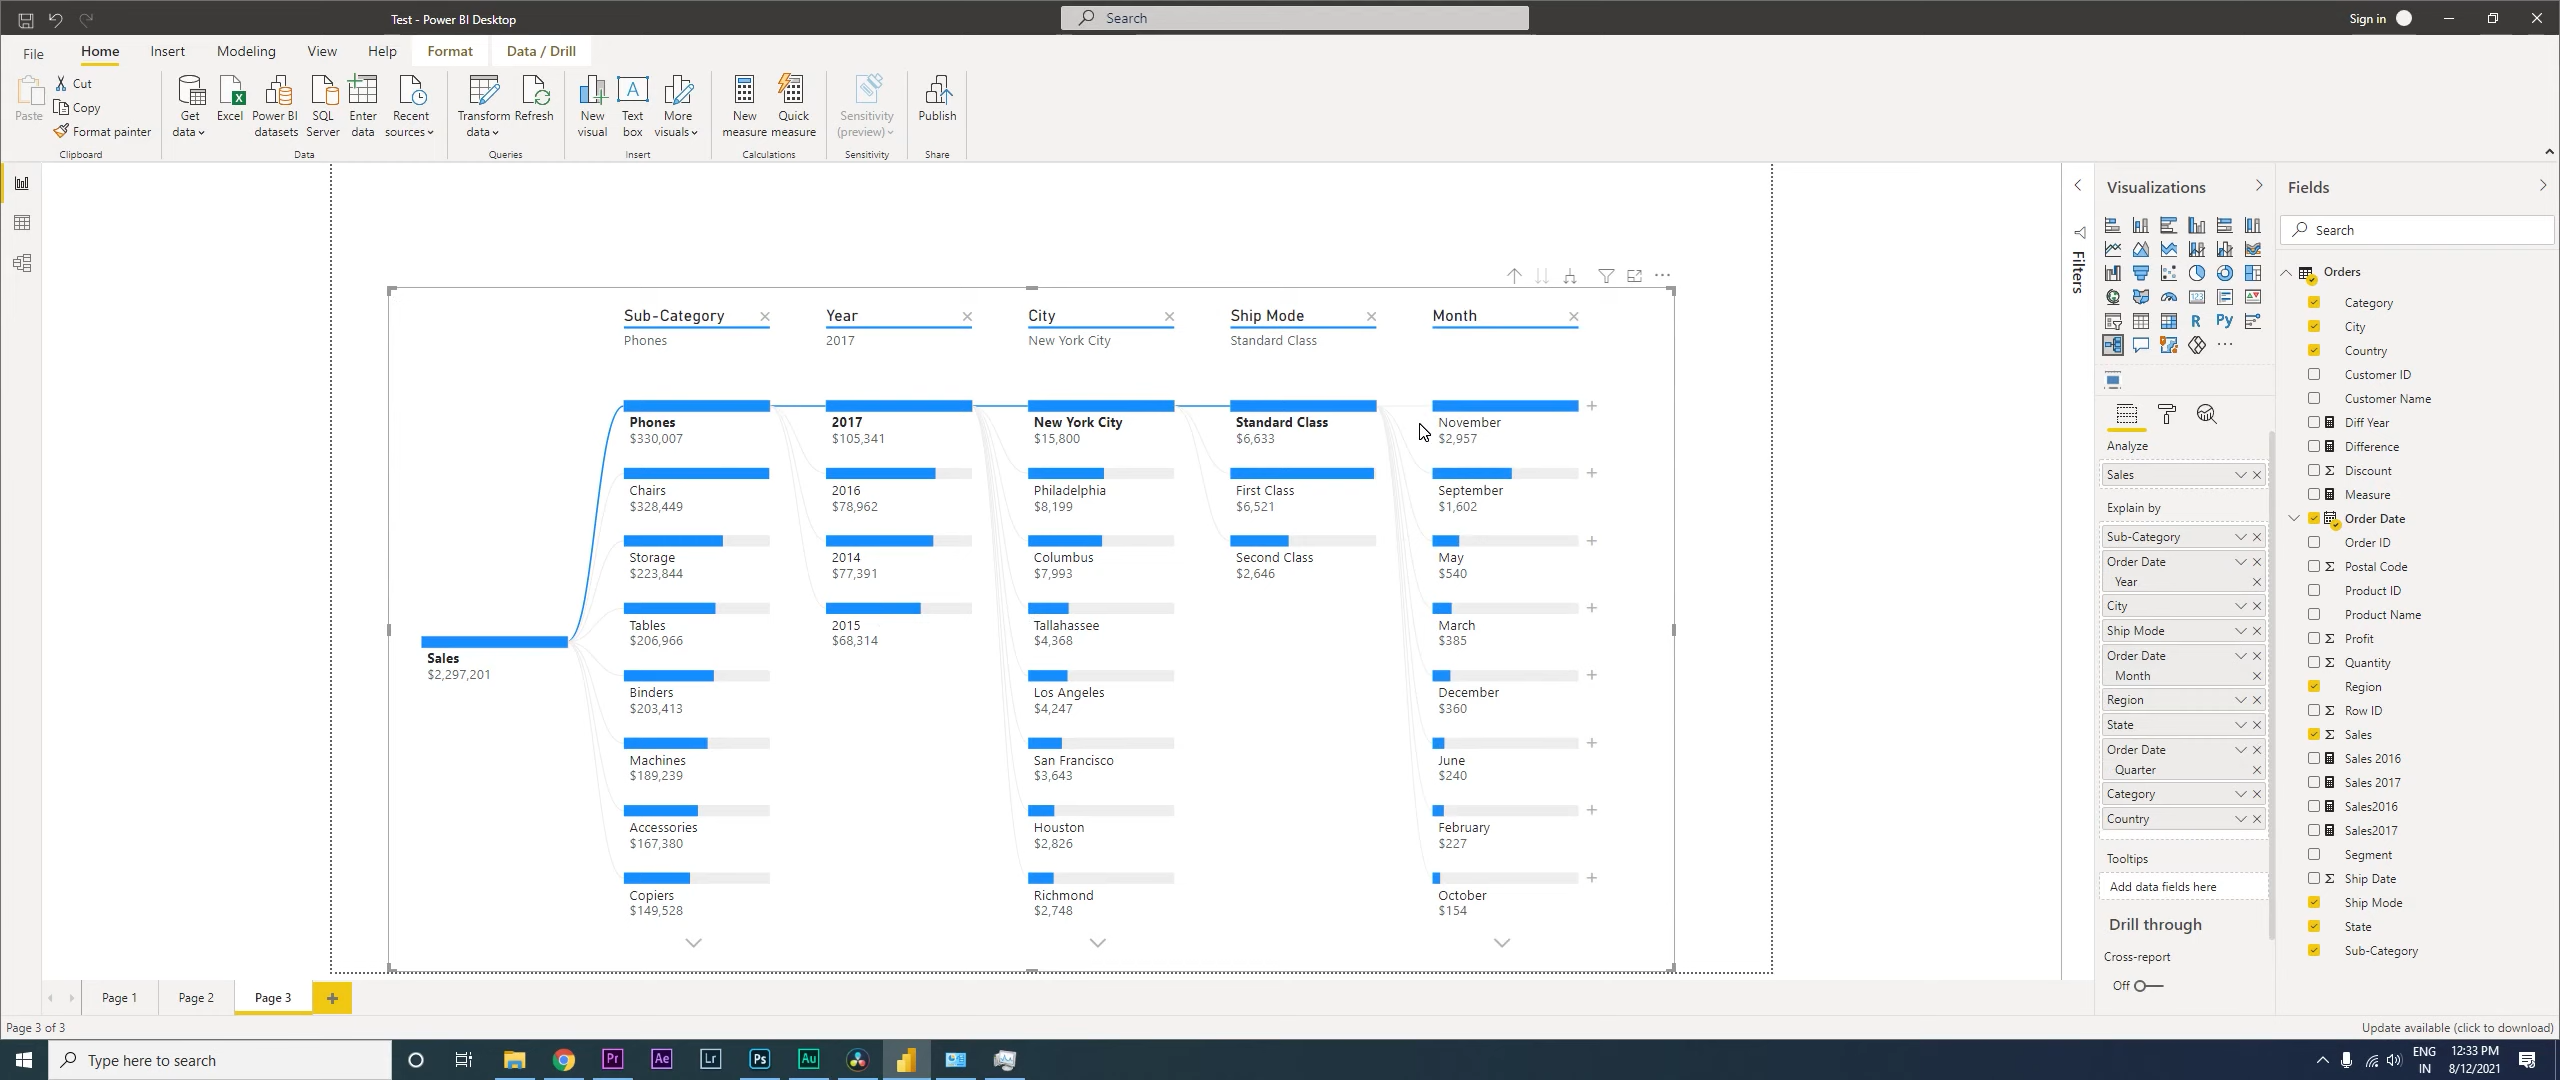 Test - Power BI Desktop
Search
Sign in
File
Home
Insert
Modeling
View
Help
Format
Data / Drill
Paste
Cut
Copy
Format painter
Clipboard
Get data
Excel
Power BI datasets
SQL Server
Enter data
Recent sources
Data
Transform data
Refresh
Queries
New visual
Text box
More visuals
Insert
New measure
Quick measure
Calculations
Sensitivity (preview)
Sensitivity
Publish
Share
Sub-Category
Phones
Year
2017
City
New York City
Ship Mode
Standard Class
Month
Sales
$2,297,201
Phones
$330,007
Chairs
$328,449
Storage
$223,844
Tables
$206,966
Binders
$203,413
Machines
$189,239
Accessories
$167,380
Copiers
$149,528
2017
$105,341
2016
$78,962
2014
$77,391
2015
$68,314
New York City
$15,800
Philadelphia
$8,199
Columbus
$7,993
Tallahassee
$4,368
Los Angeles
$4,247
San Francisco
$3,643
Houston
$2,826
Richmond
$2,748
Standard Class
$6,633
First Class
$6,521
Second Class
$2,646
November
$2,957
September
$1,602
May
$540
March
$385
December
$360
June
$240
February
$227
October
$154
Filters
Visualizations
R
Py
123
Analyze
Sales
Explain by
Sub-Category
Order Date
Year
City
Ship Mode
Order Date
Month
Region
State
Order Date
Quarter
Category
Country
Tooltips
Add data fields here
Drill through
Cross-report
Off
Fields
Search
Orders
Category
City
Country
Customer ID
Customer Name
Diff Year
Difference
Discount
Measure
Order Date
Order ID
Postal Code
Product ID
Product Name
Profit
Quantity
Region
Row ID
Sales
Sales 2016
Sales 2017
Sales2016
Sales2017
Segment
Ship Date
Ship Mode
State
Sub-Category
Page 1
Page 2
Page 3
Page 3 of 3
Update available (click to download)
Type here to search
Pr
Ae
Lr
Ps
Au
ENG
IN
12:33 PM
8/12/2021